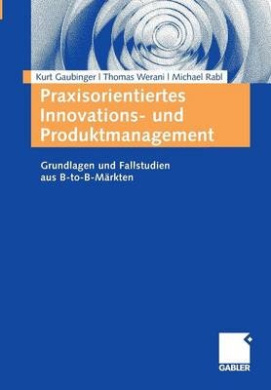 Kurt Gaubinger | Thomas Werani | Michael Rabl
Praxisorientiertes
Innovations- und
Produktmanagement
Grundlagen und Fallstudien
aus B-to-B-Märkten
GABLER